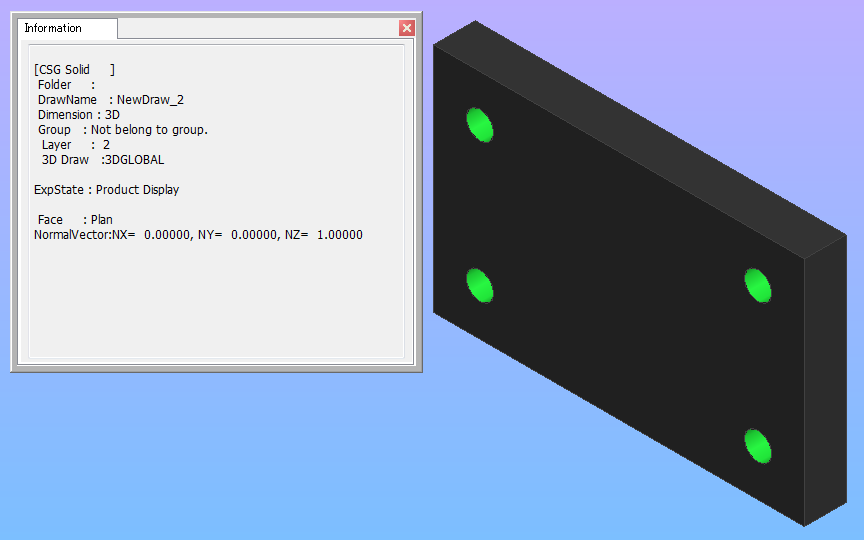 Information
[CSG Solid ]
Folder :
DrawName : NewDraw_2
Dimension : 3D
Group : Not belong to group.
Layer : 2
3D Draw :3DGLOBAL
ExpState : Product Display
Face : Plan
NormalVector:NX= 0.00000, NY= 0.00000, NZ= 1.00000